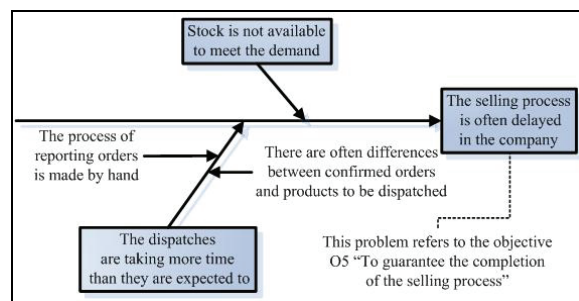 Stock is not available
to meet the demand
The selling process
is often delayed
in the company
The process of
reporting orders
is made by hand
There are often differences
between confirmed orders
and products to be dispatched
The dispatches
are taking more time
than they are expected to
This problem refers to the objective
O5 “To guarantee the completion
of the selling process”